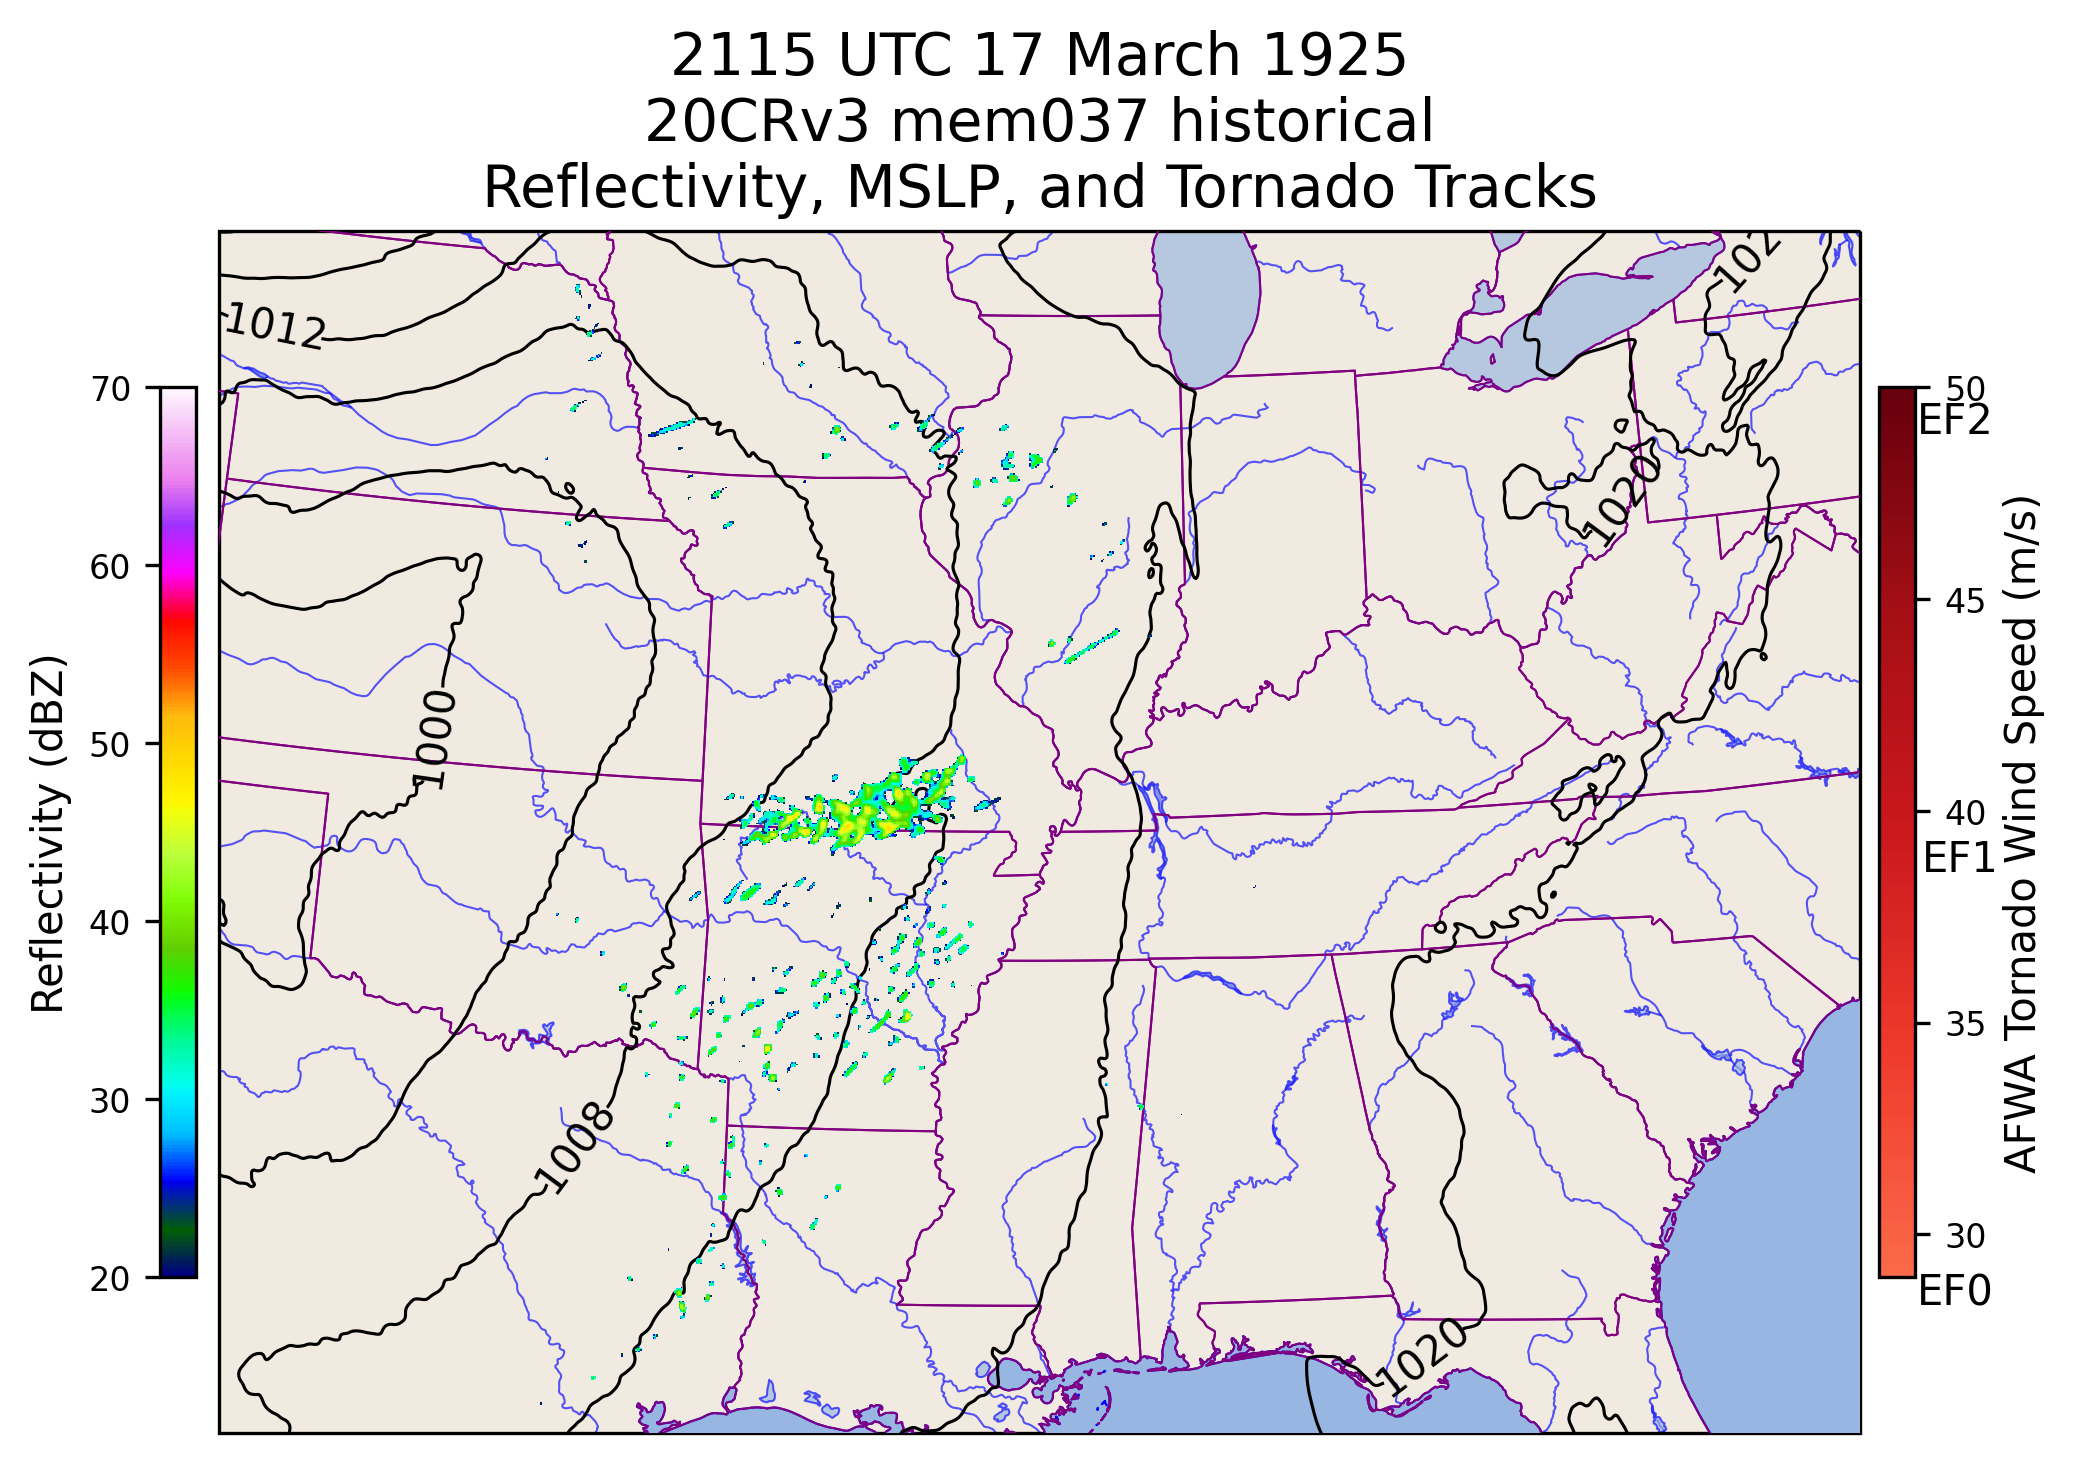 2115 UTC 17 March 1925
20CRv3 mem037 historical
Reflectivity, MSLP, and Tornado Tracks
1012
102
1020
1000
1008
1020
70
60
50
40
30
20
Reflectivity (dBZ)
50
EF2
45
40
EF1
35
30
EF0
AFWA Tornado Wind Speed (m/s)